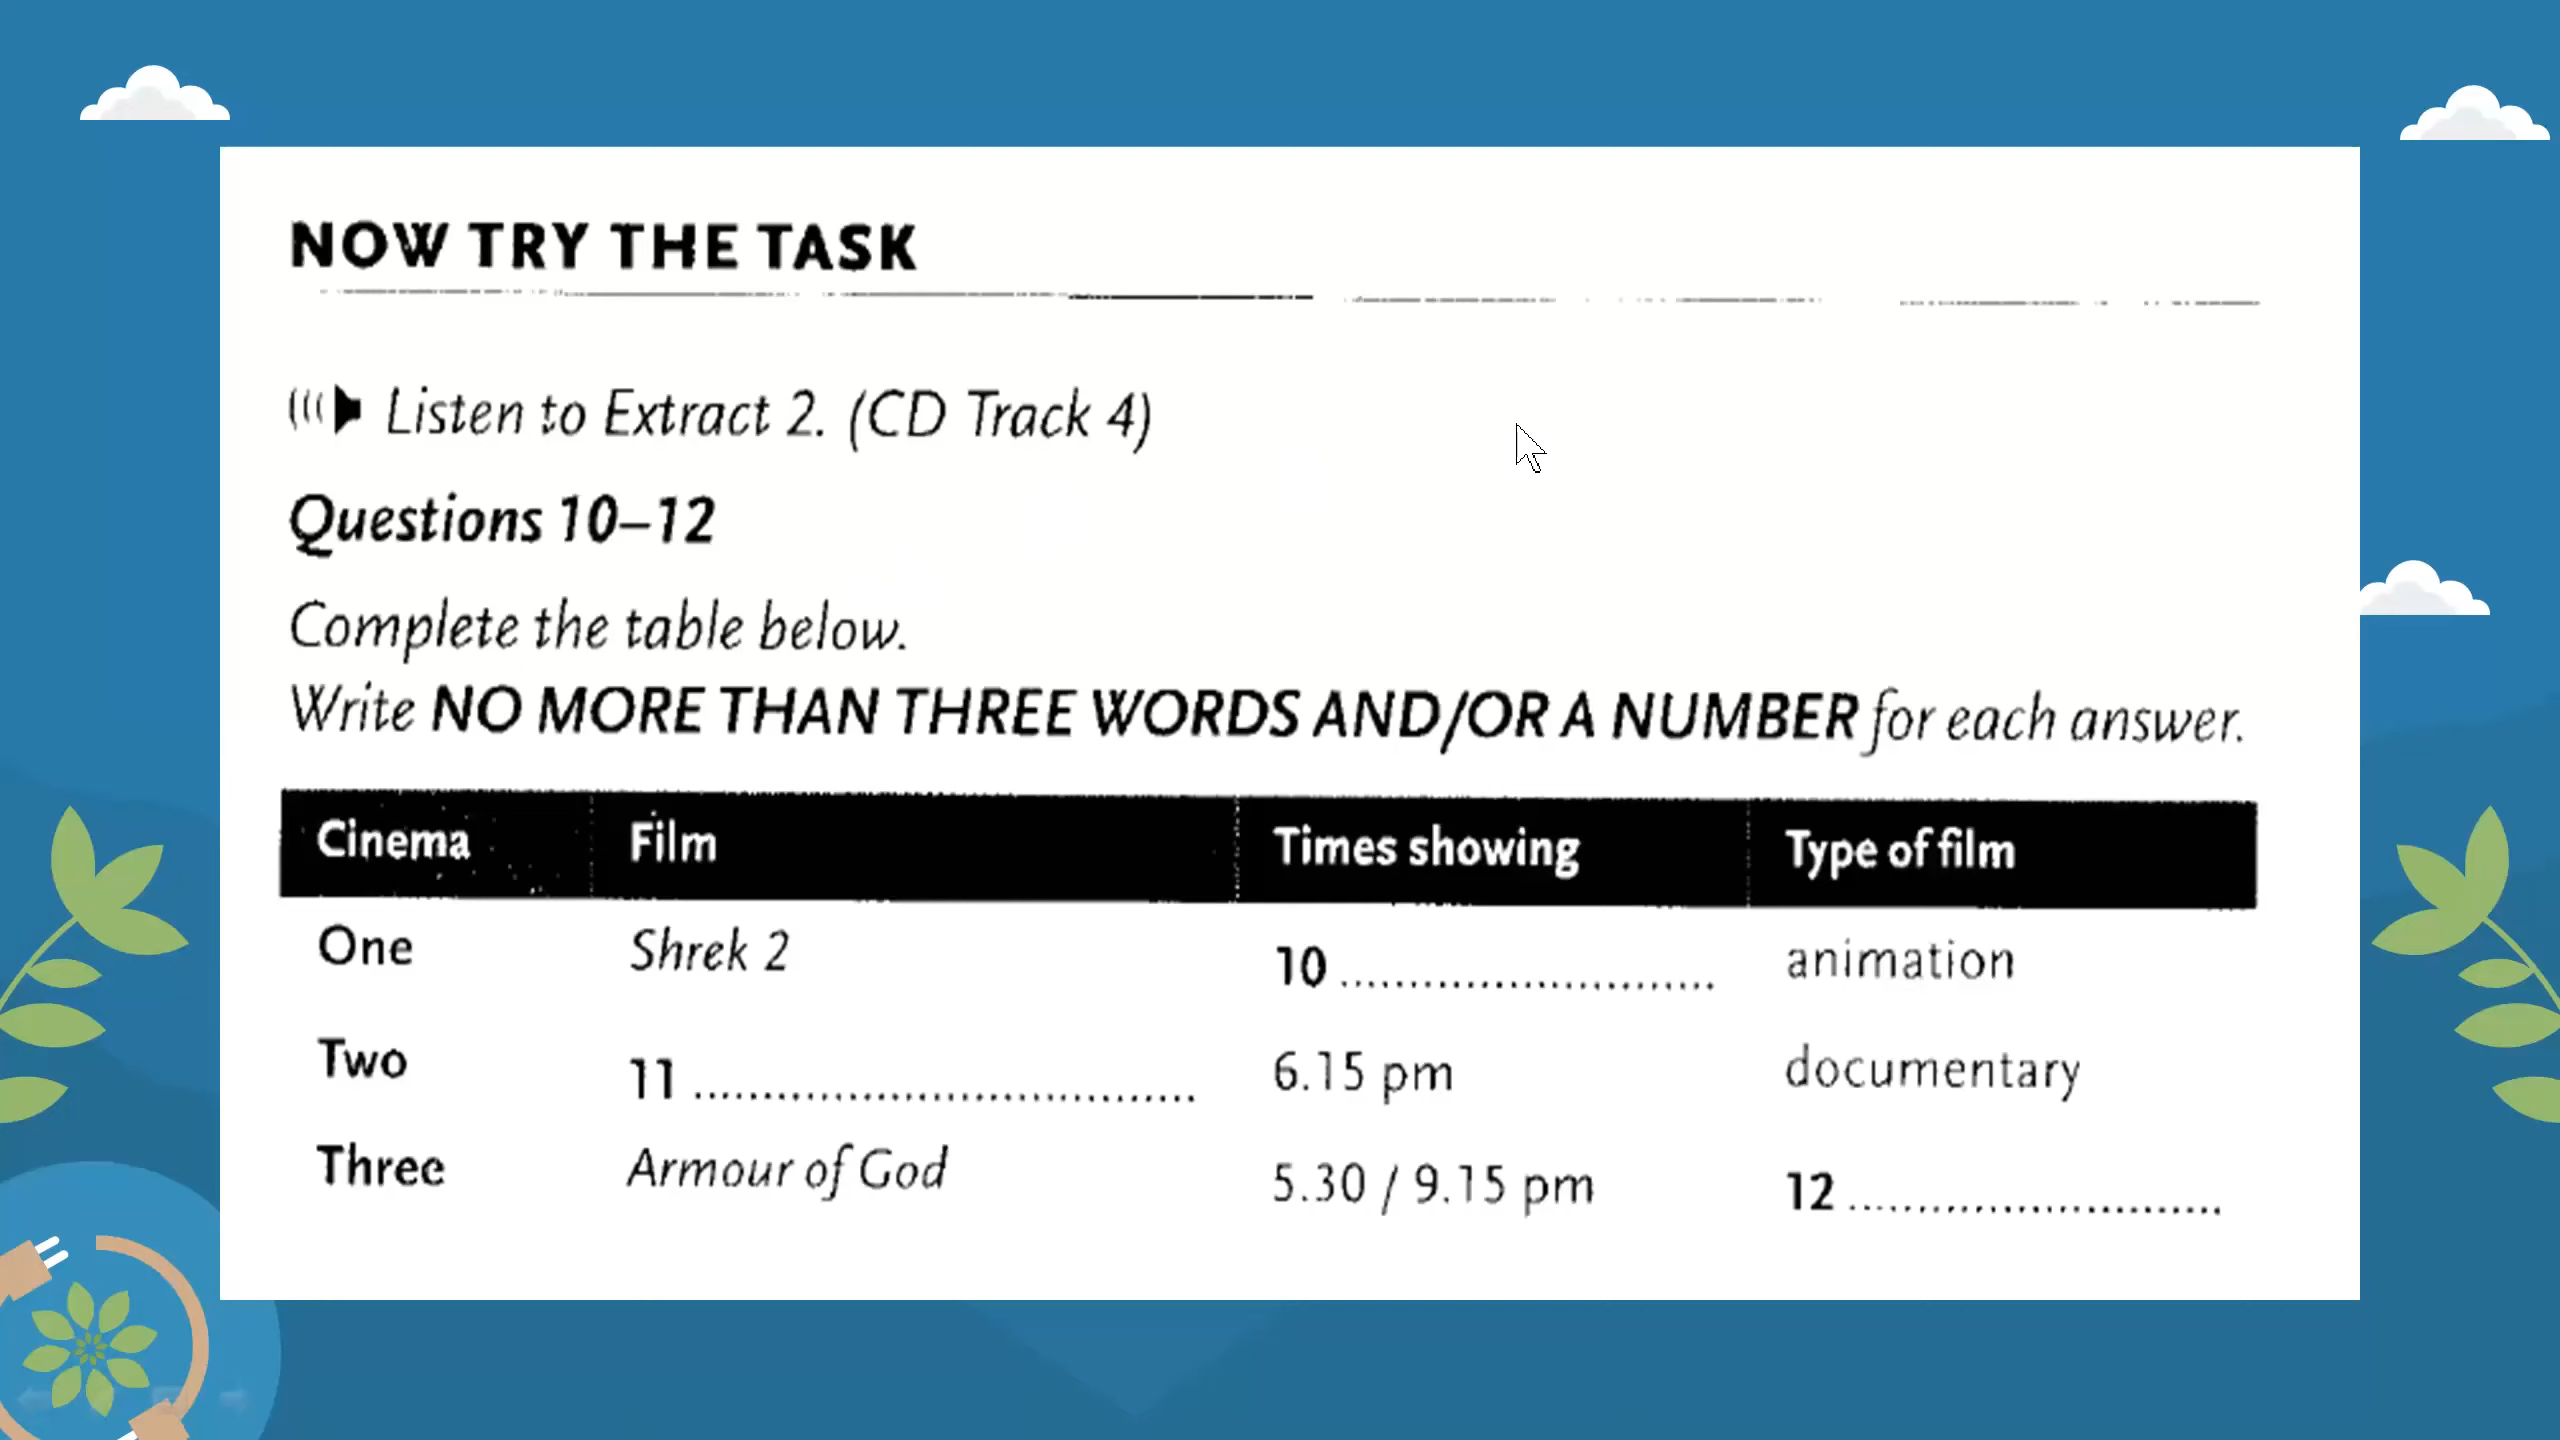 NOW TRY THE TASK
Listen to Extract 2. (CD Track 4)
Questions 10–12
Complete the table below.
Write NO MORE THAN THREE WORDS AND/OR A NUMBER for each answer.
Cinema Film Times showing Type of film
One Shrek 2 10 ........................... animation
Two 11 ..................................... 6.15 pm documentary
Three Armour of God 5.30 / 9.15 pm 12 ...........................